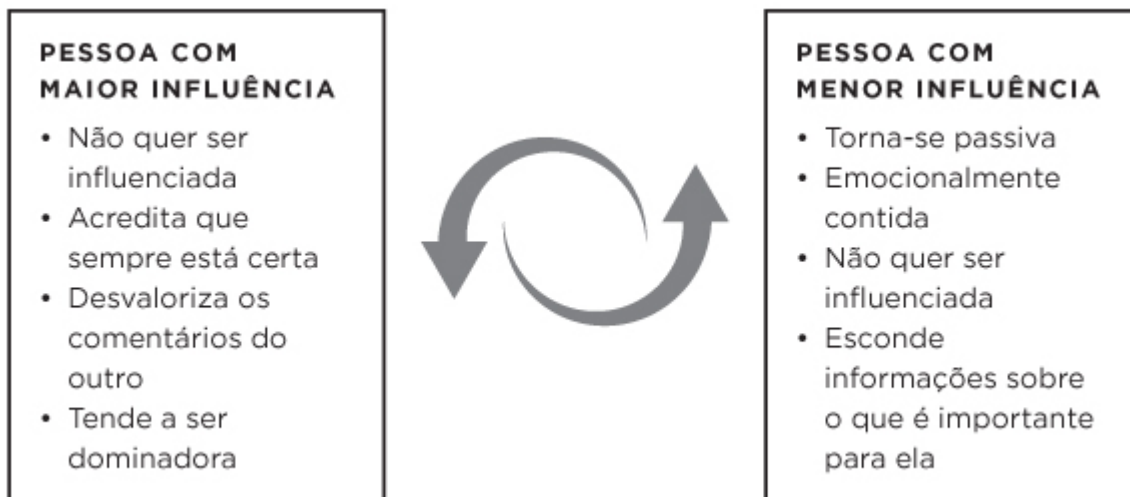 PESSOA COM
MAIOR INFLUÊNCIA
• Não quer ser
influenciada
• Acredita que
sempre está certa
• Desvaloriza os
comentários do
outro
• Tende a ser
dominadora
PESSOA COM
MENOR INFLUÊNCIA
• Torna-se passiva
• Emocionalmente
contida
• Não quer ser
influenciada
• Esconde
informações sobre
o que é importante
para ela